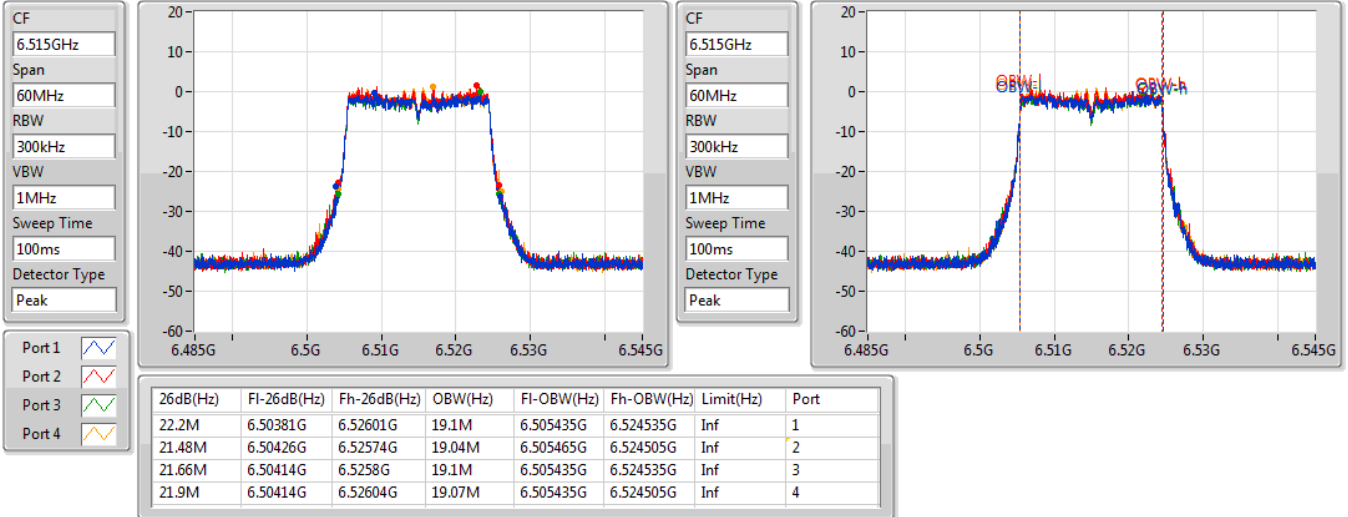 CF
6.515GHz
Span
60MHz
RBW
300kHz
VBW
1MHz
Sweep Time
100ms
Detector Type
Peak
20
10
0
-10
-20
-30
-40
-50
-60
6.485G 6.5G 6.51G 6.52G 6.53G 6.545G
CF
6.515GHz
Span
60MHz
RBW
300kHz
VBW
1MHz
Sweep Time
100ms
Detector Type
Peak
20
10
0
-10
-20
-30
-40
-50
-60
OBW-l OBW-h
6.485G 6.5G 6.51G 6.52G 6.53G 6.545G
Port 1
Port 2
Port 3
Port 4
26dB(Hz) Fl-26dB(Hz) Fh-26dB(Hz) OBW(Hz) Fl-OBW(Hz) Fh-OBW(Hz) Limit(Hz) Port
22.2M 6.50381G 6.52601G 19.1M 6.505435G 6.524535G Inf 1
21.48M 6.50426G 6.52574G 19.04M 6.505465G 6.524505G Inf 2
21.66M 6.50414G 6.5258G 19.1M 6.505435G 6.524535G Inf 3
21.9M 6.50414G 6.52604G 19.07M 6.505435G 6.524505G Inf 4